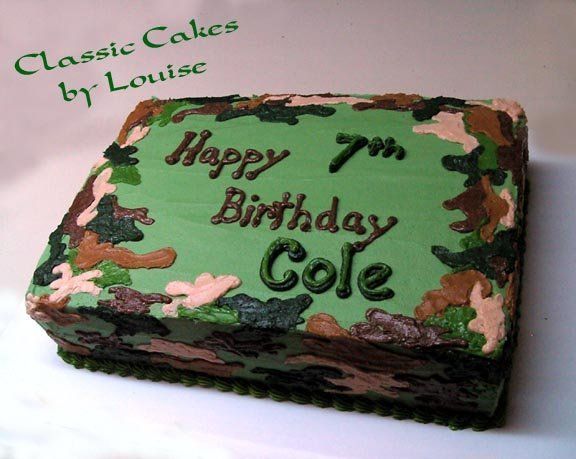 Classic Cakes
by Louise
Happy 7th
Birthday
Cole